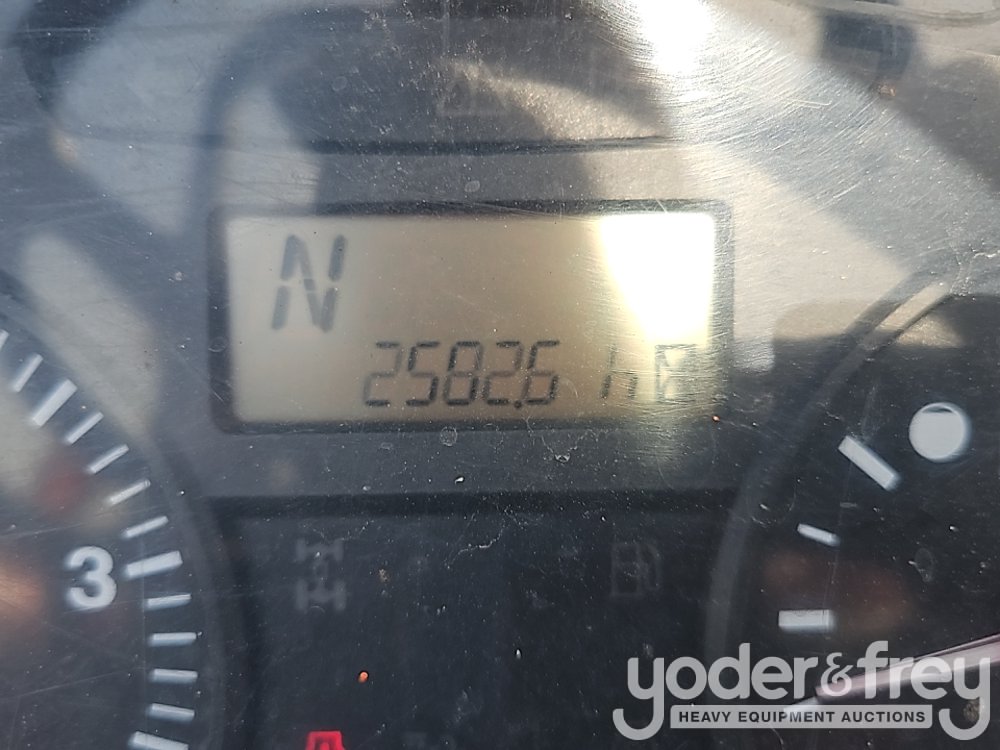 N
2582.6 h
3
yoder&frey
HEAVY EQUIPMENT AUCTIONS